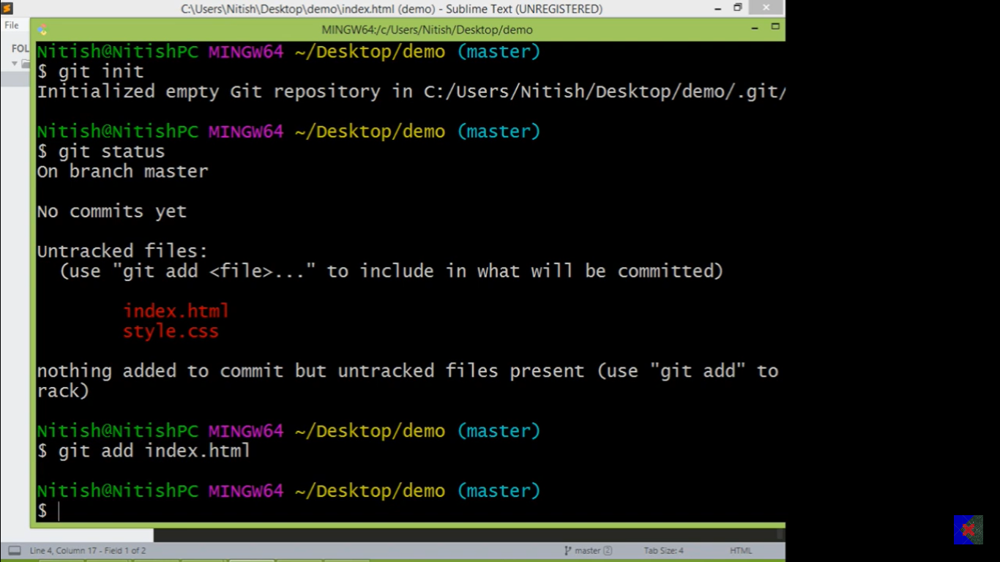 C:\Users\Nitish\Desktop\demo\index.html (demo) - Sublime Text (UNREGISTERED)
File
MINGW64:/c/Users/Nitish/Desktop/demo
FOL
Nitish@NitishPC MINGW64 ~/Desktop/demo (master)
$ git init
Initialized empty Git repository in C:/Users/Nitish/Desktop/demo/.git/
Nitish@NitishPC MINGW64 ~/Desktop/demo (master)
$ git status
On branch master
No commits yet
Untracked files:
(use "git add <file>..." to include in what will be committed)
index.html
style.css
nothing added to commit but untracked files present (use "git add" to
rack)
Nitish@NitishPC MINGW64 ~/Desktop/demo (master)
$ git add index.html
Nitish@NitishPC MINGW64 ~/Desktop/demo (master)
$
Line 4, Column 17 - Field 1 of 2 master 2 Tab Size: 4 HTML